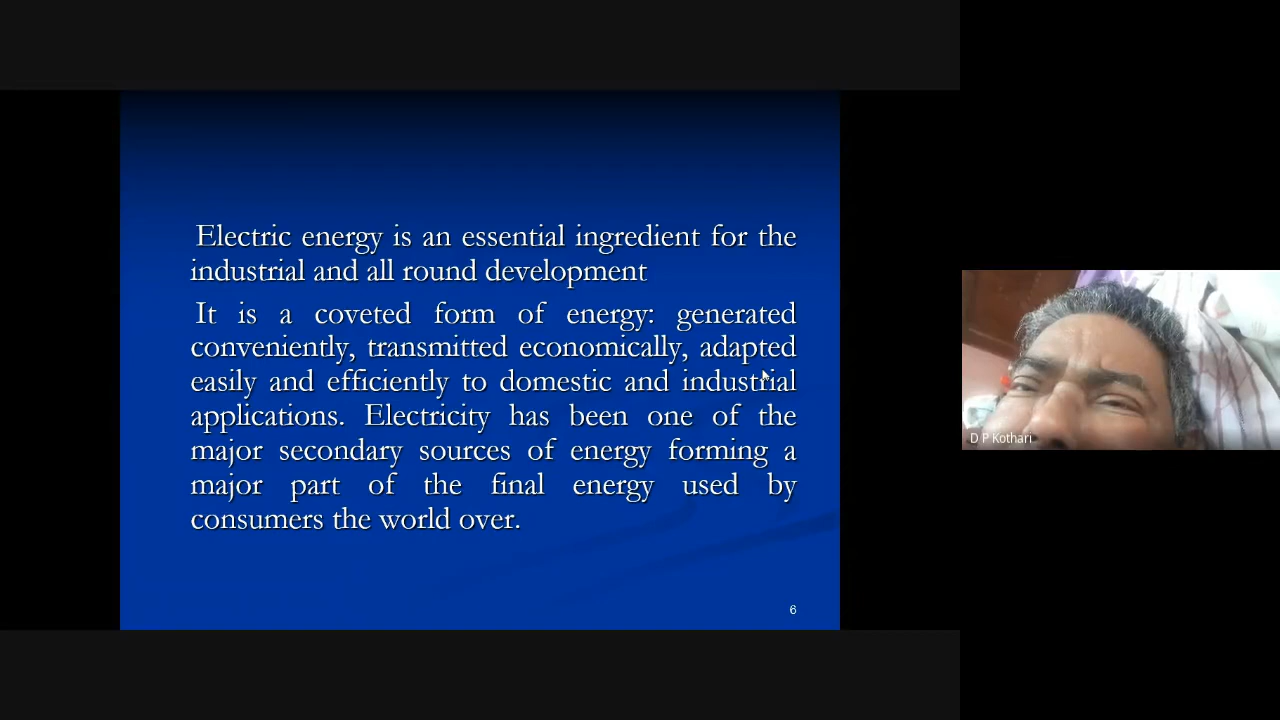 Electric energy is an essential ingredient for the
industrial and all round development
It is a coveted form of energy: generated
conveniently, transmitted economically, adapted
easily and efficiently to domestic and industrial
applications. Electricity has been one of the
major secondary sources of energy forming a
major part of the final energy used by
consumers the world over.
6
D P Kothari